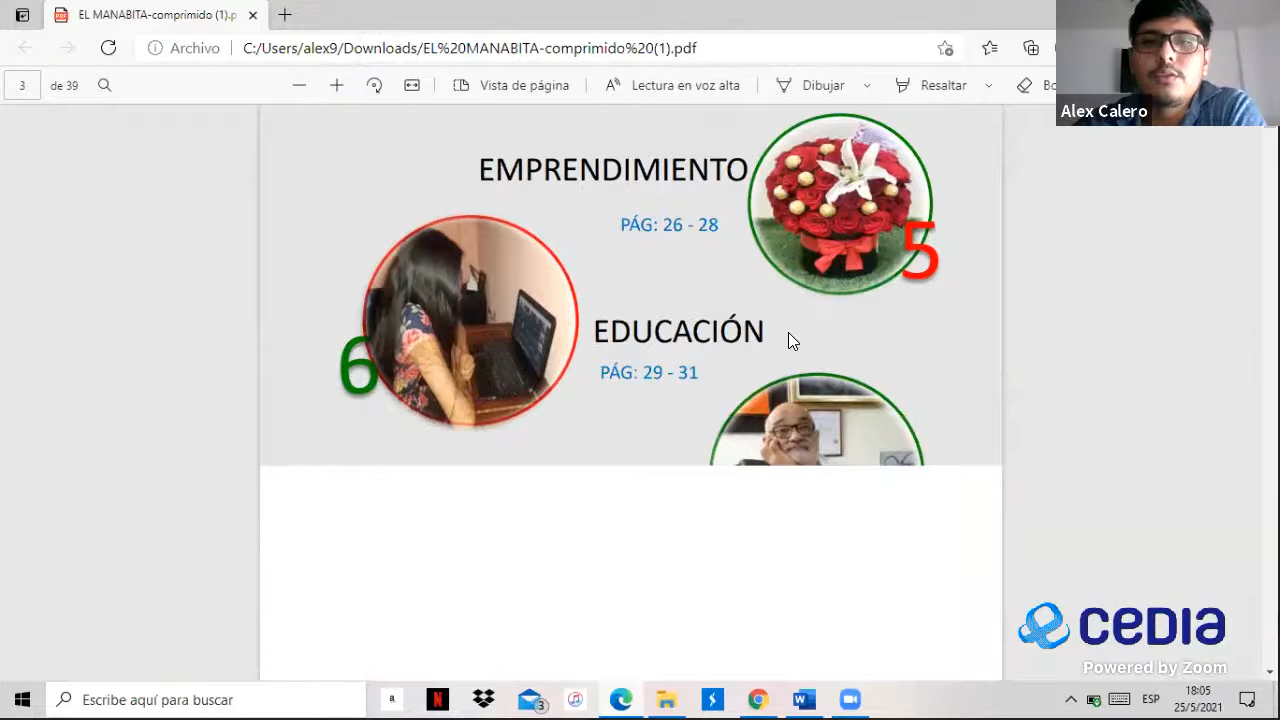 EL MANABITA-comprimido (1).p
Archivo
C:/Users/alex9/Downloads/EL%20MANABITA-comprimido%20(1).pdf
3 de 39
Vista de página
Lectura en voz alta
Dibujar
Resaltar
Bo
Alex Calero
EMPRENDIMIENTO
PÁG: 26 - 28
5
EDUCACIÓN
PÁG: 29 - 31
6
cedia
Powered by Zoom
Escribe aquí para buscar
a
N
3
W
ESP
18:05
25/5/2021